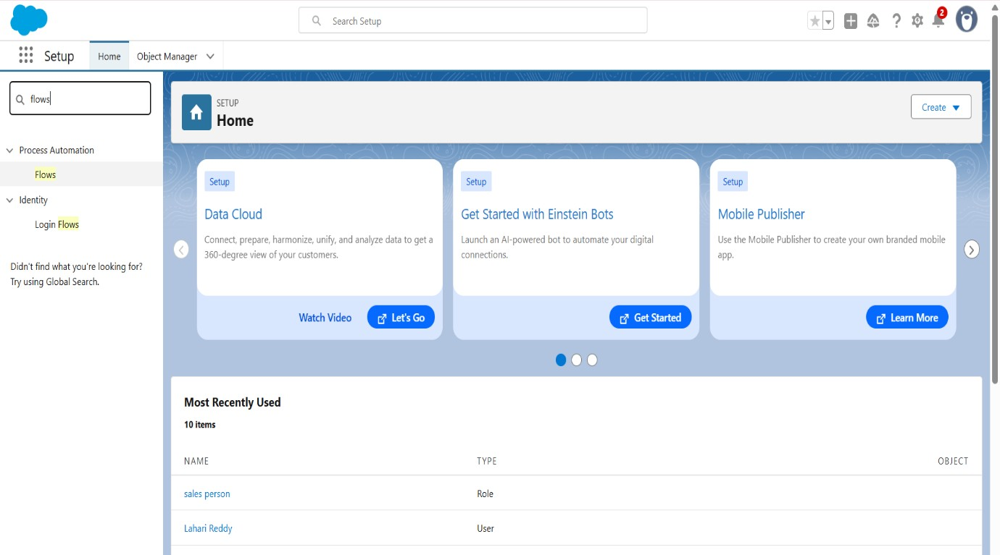 Search Setup
2
Setup
Home
Object Manager
flows
Process Automation
Flows
Identity
Login Flows
Didn't find what you're looking for?
Try using Global Search.
SETUP
Home
Create
Setup
Data Cloud
Connect, prepare, harmonize, unify, and analyze data to get a
360-degree view of your customers.
Watch Video
Let's Go
Setup
Get Started with Einstein Bots
Launch an AI-powered bot to automate your digital
connections.
Get Started
Setup
Mobile Publisher
Use the Mobile Publisher to create your own branded mobile
app.
Learn More
Most Recently Used
10 items
NAME TYPE OBJECT
sales person Role
Lahari Reddy User